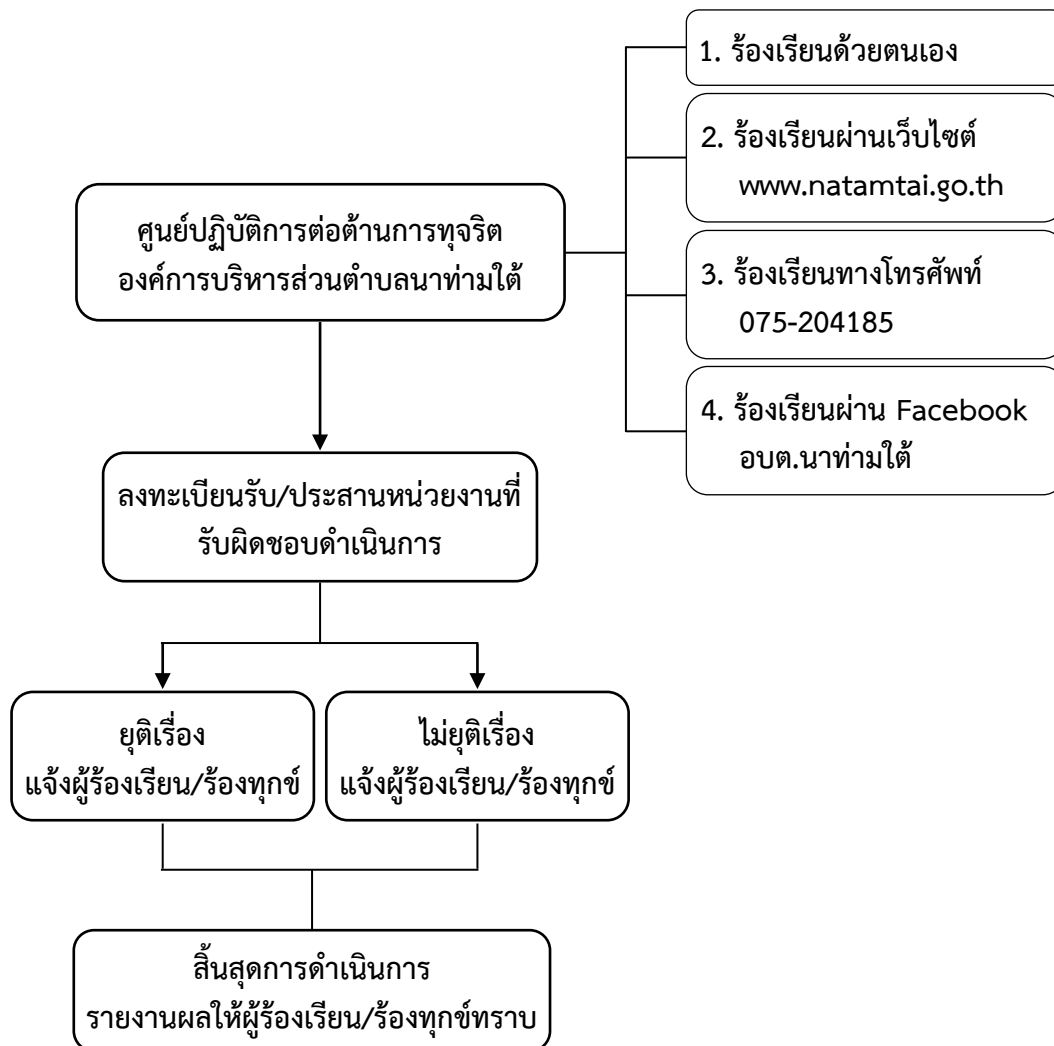 1. ร้องเรียนด้วยตนเอง
2. ร้องเรียนผ่านเว็บไซต์
www.natamtai.go.th
ศูนย์ปฏิบัติการต่อต้านการทุจริต
องค์การบริหารส่วนตำบลนาท่ามใต้
3. ร้องเรียนทางโทรศัพท์
075-204185
4. ร้องเรียนผ่าน Facebook
อบต.นาท่ามใต้
ลงทะเบียนรับ/ประสานหน่วยงานที่
รับผิดชอบดำเนินการ
ยุติเรื่อง
แจ้งผู้ร้องเรียน/ร้องทุกข์
ไม่ยุติเรื่อง
แจ้งผู้ร้องเรียน/ร้องทุกข์
สิ้นสุดการดำเนินการ
รายงานผลให้ผู้ร้องเรียน/ร้องทุกข์ทราบ